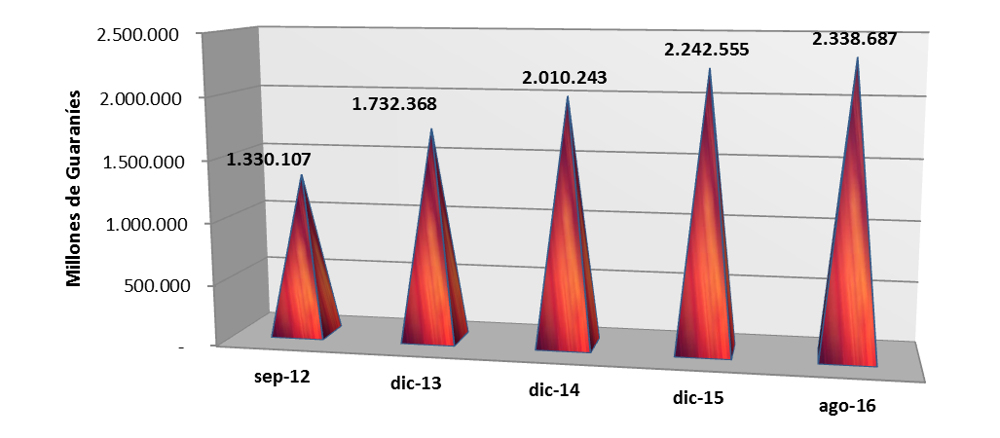 2.500.000
2.000.000
1.500.000
1.000.000
500.000
-
Millones de Guaraníes
1.330.107
1.732.368
2.010.243
2.242.555
2.338.687
sep-12
dic-13
dic-14
dic-15
ago-16